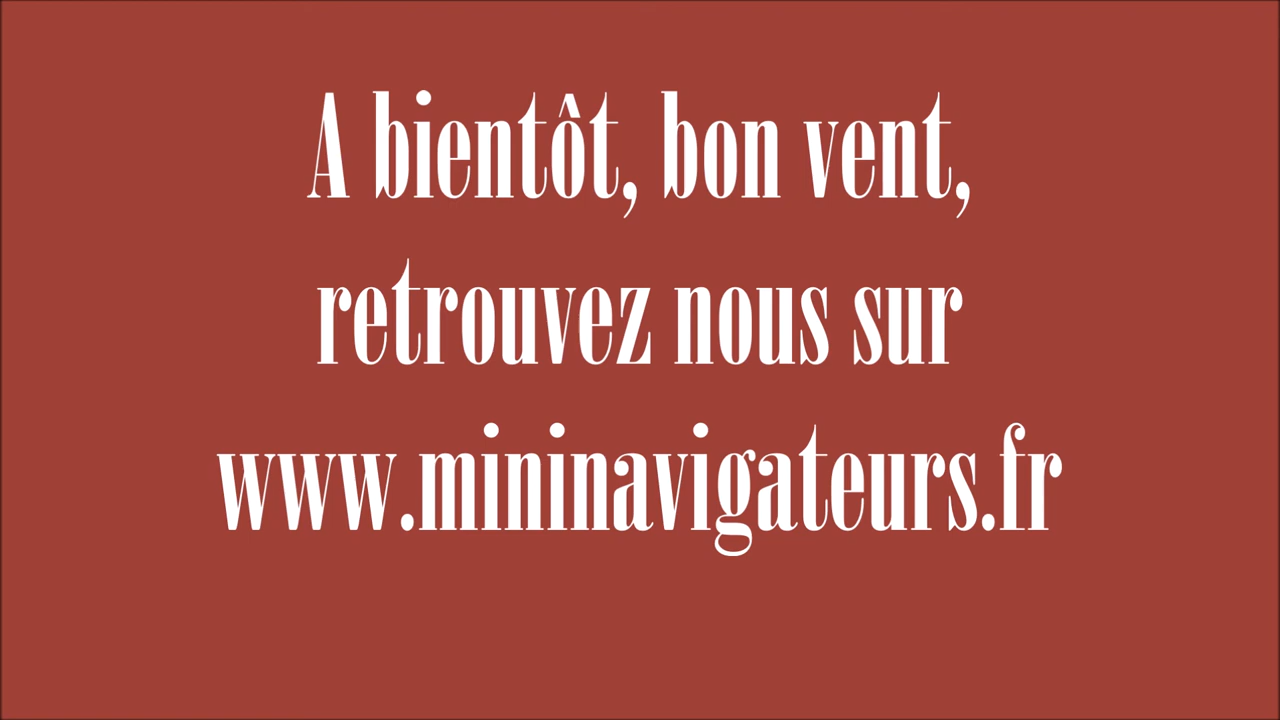 A bientôt, bon vent,
retrouvez nous sur
www.mininavigateurs.fr